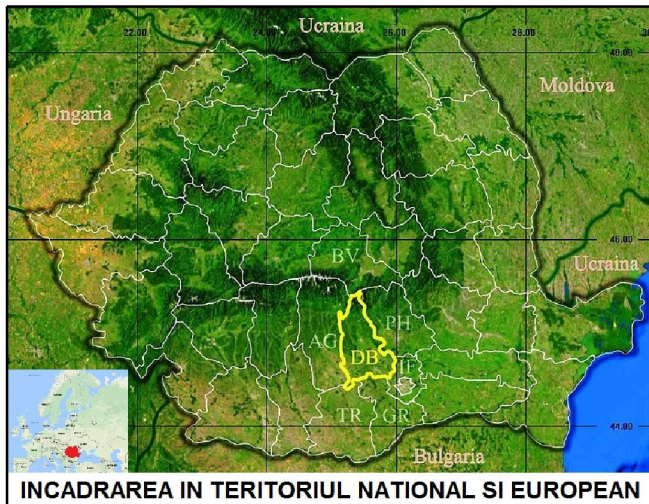 Ucraina
22.00
24.00
26.00
28.00
48.00
Moldova
Ungaria
BV
46.00
Ucraina
AG
PH
DB
IF
TR
GR
44.00
Bulgaria
INCADRAREA IN TERITORIUL NATIONAL SI EUROPEAN